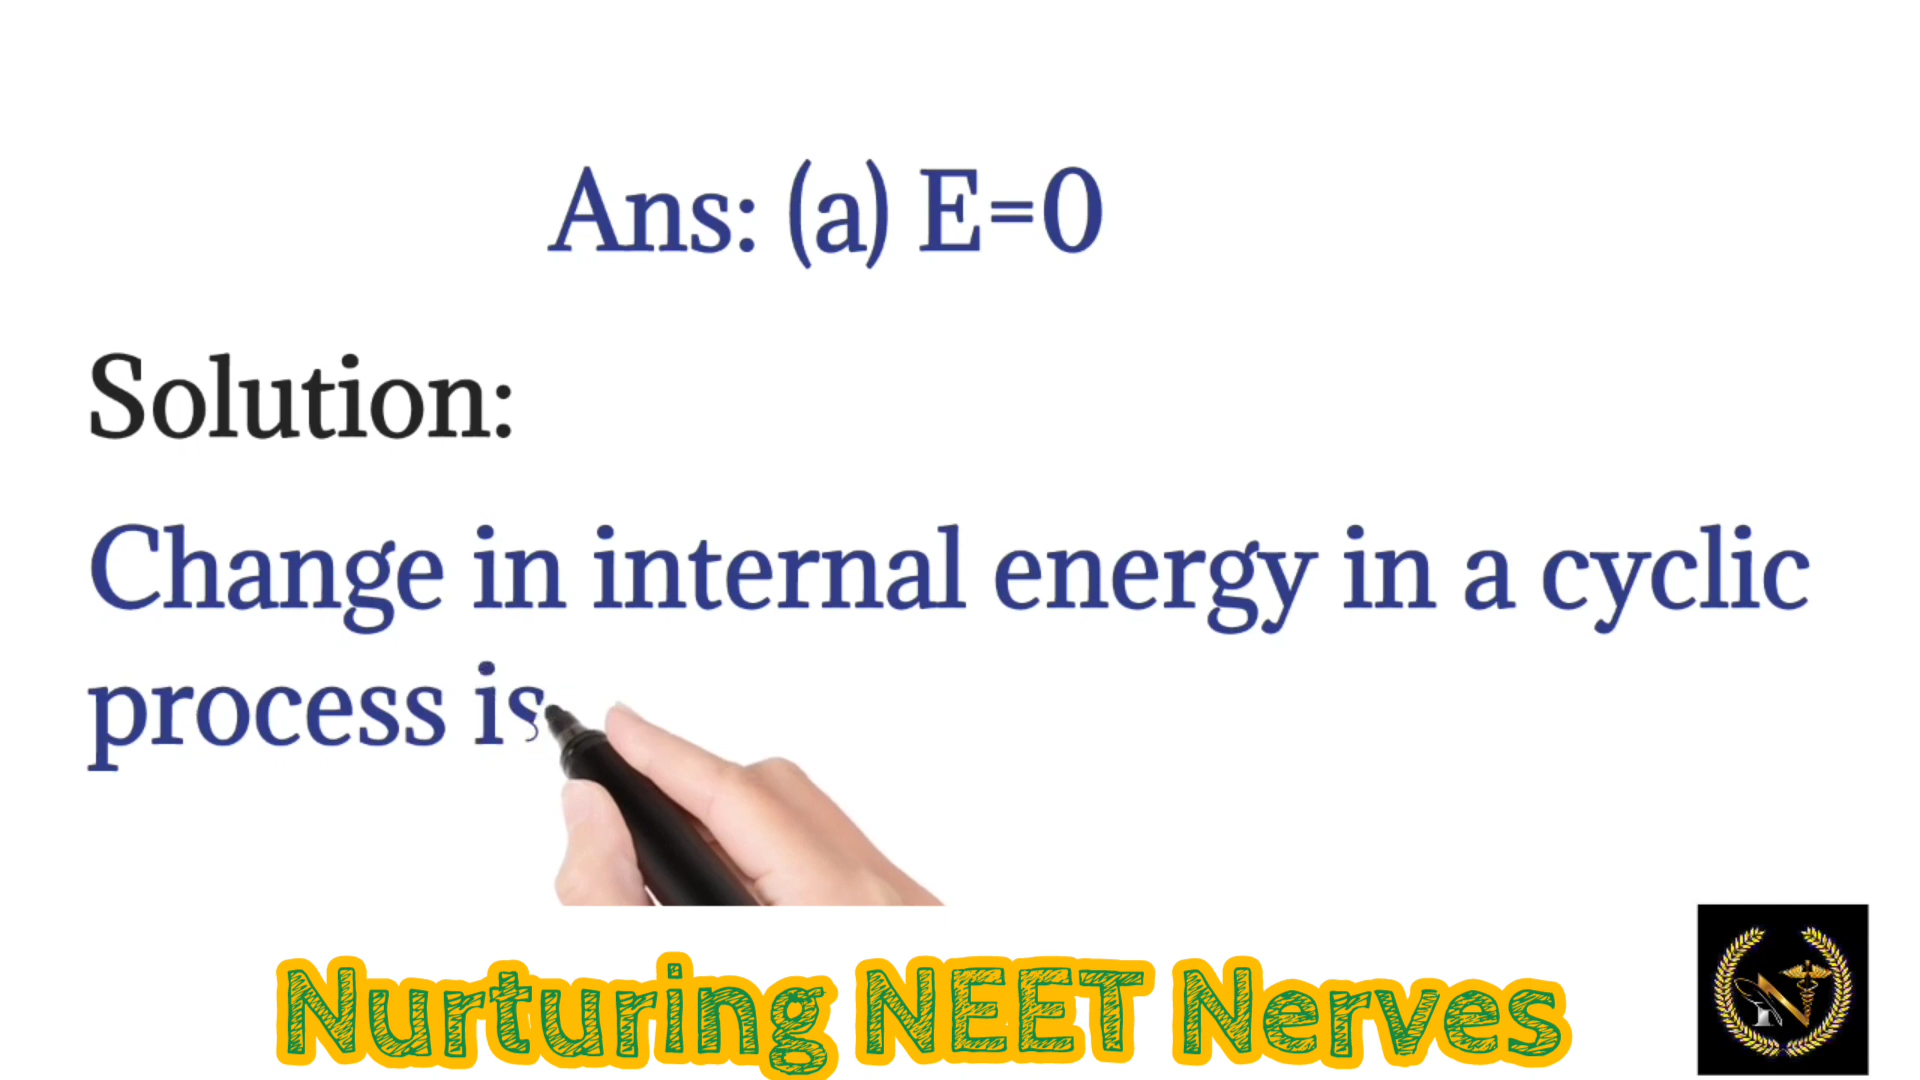 Ans: (a) E=0
Solution:
Change in internal energy in a cyclic
process is
Nurturing NEET Nerves